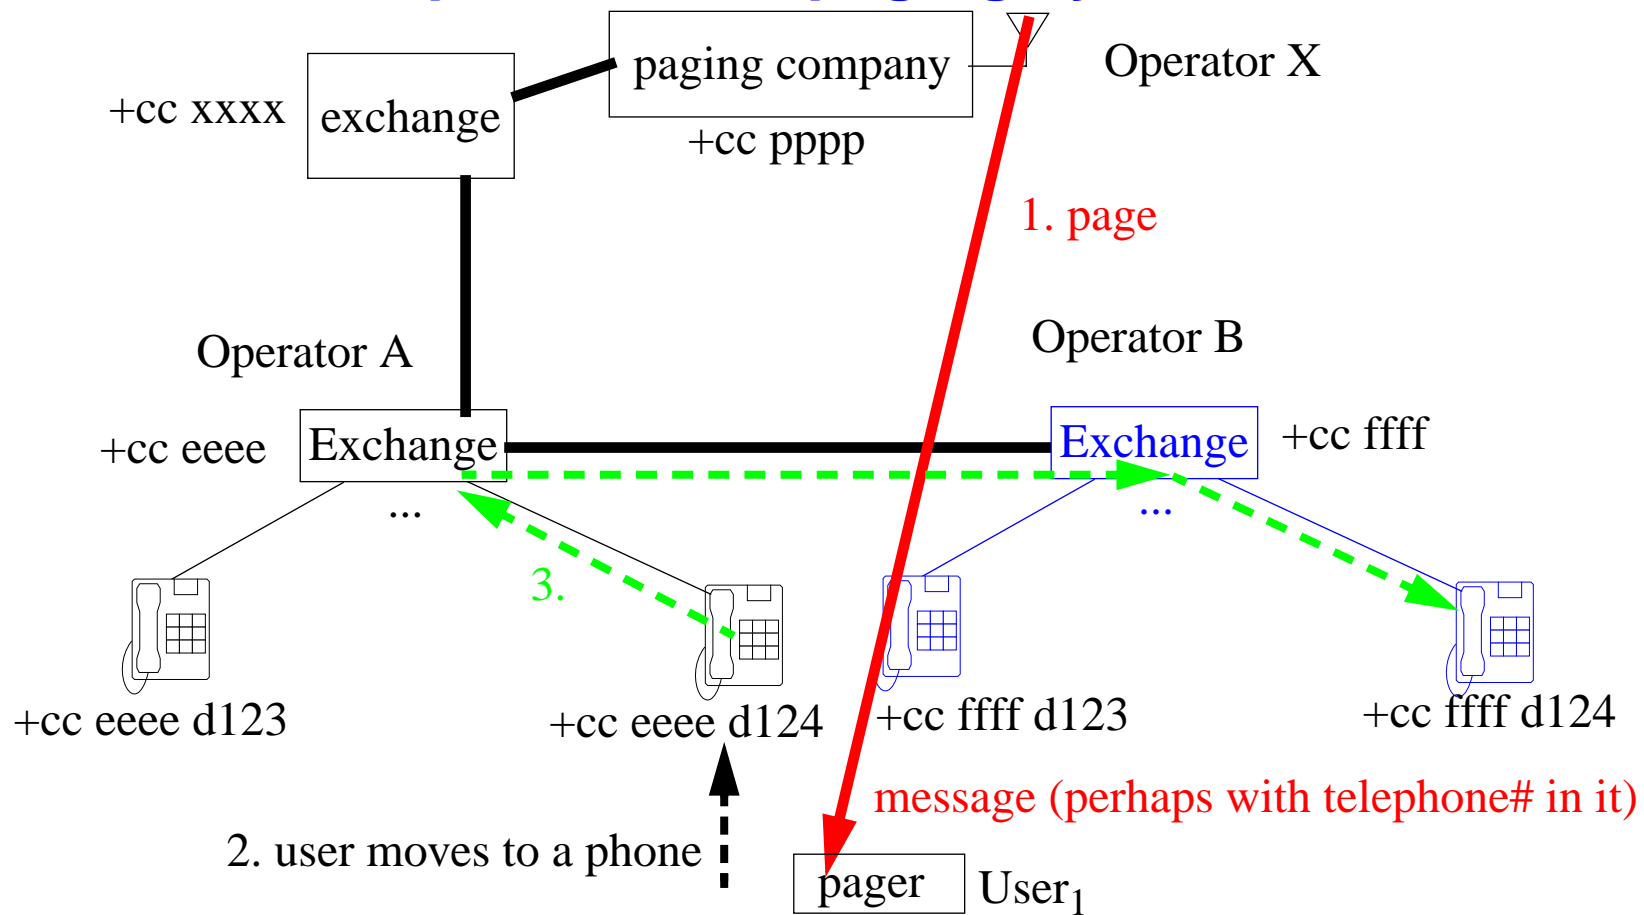 paging company
Operator X
+cc xxxx
exchange
+cc pppp
1. page
Operator A
Operator B
+cc eeee
Exchange
Exchange
+cc ffff
...
...
3.
+cc eeee d123
+cc eeee d124
+cc ffff d123
+cc ffff d124
message (perhaps with telephone# in it)
2. user moves to a phone
pager
User1